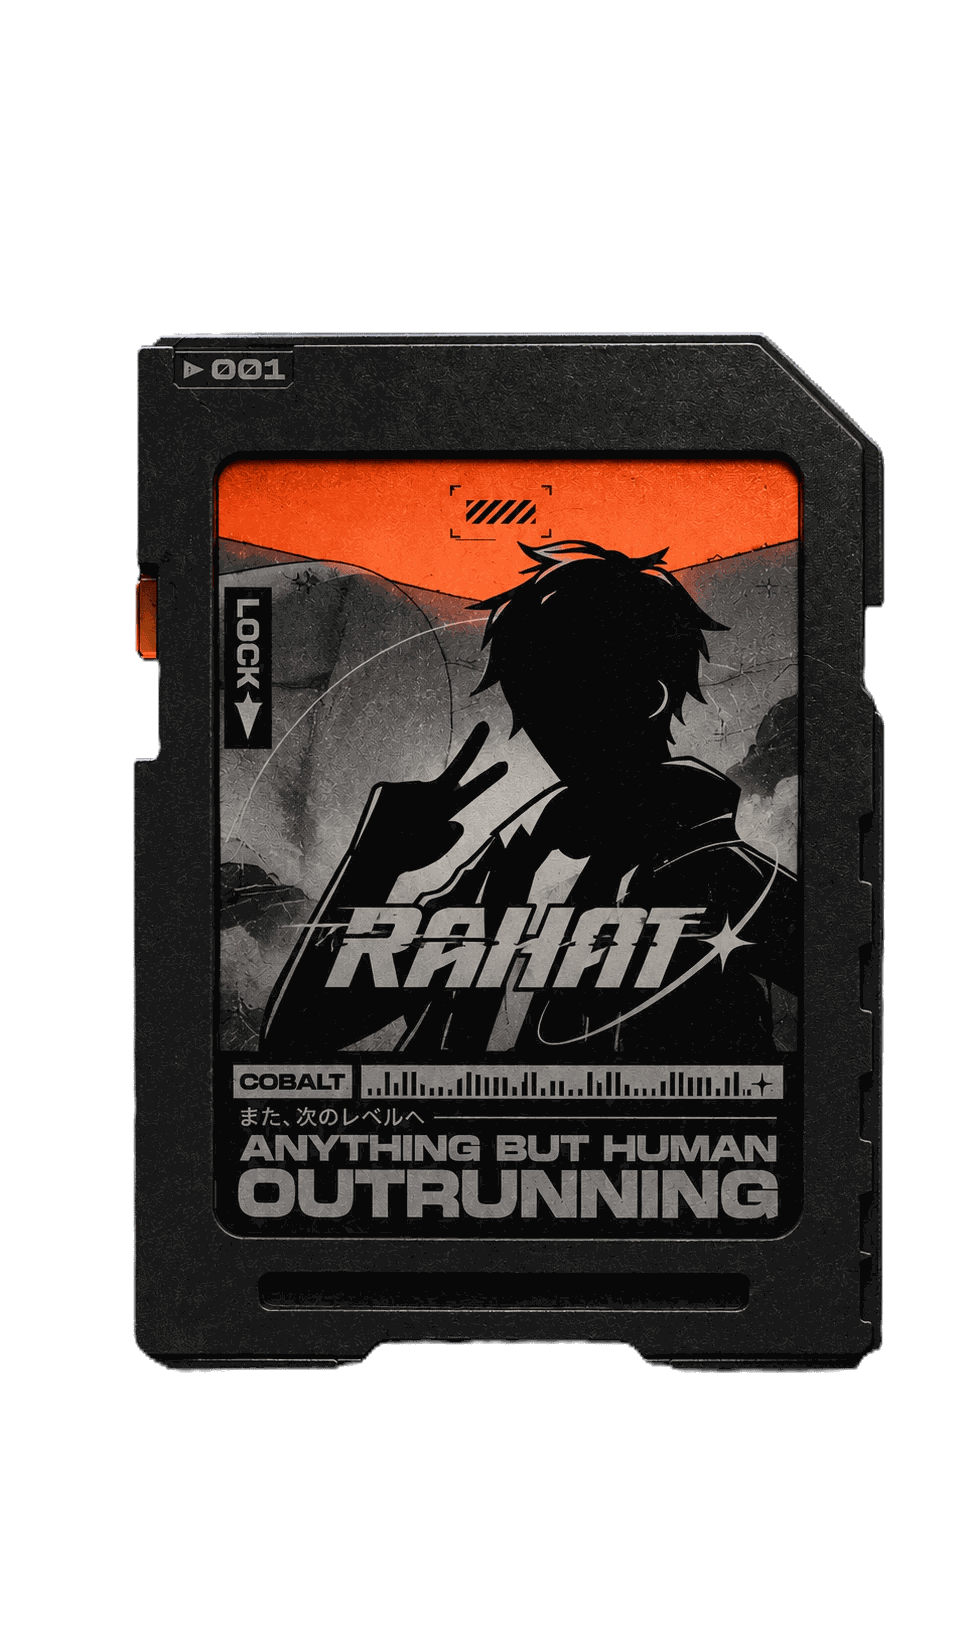 001
LOCK
RAHAT
COBALT
また、次のレベルへ
ANYTHING BUT HUMAN
OUTRUNNING